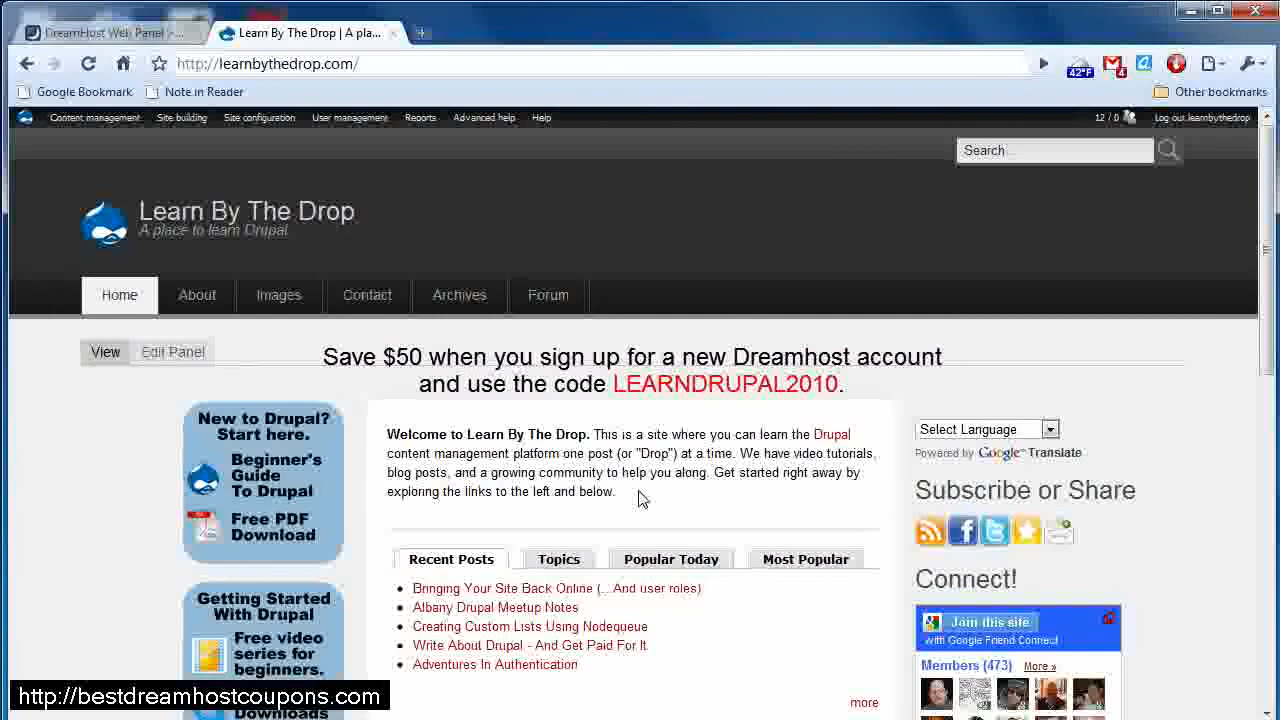 DreamHost Web Panel :-...
Learn By The Drop | A pla...
http://learnbythedrop.com/
42°F
4
Google Bookmark
Note in Reader
Other bookmarks
Content management
Site building
Site configuration
User management
Reports
Advanced help
Help
12 / 0
Log out learnbythedrop
Search...
Learn By The Drop
A place to learn Drupal
Home
About
Images
Contact
Archives
Forum
View
Edit Panel
Save $50 when you sign up for a new Dreamhost account
and use the code LEARNDRUPAL2010.
New to Drupal?
Start here.
Beginner's
Guide
To Drupal
Free PDF
Download
Getting Started
With Drupal
Free video
series for
beginners.
Downloads
Welcome to Learn By The Drop. This is a site where you can learn the Drupal
content management platform one post (or "Drop") at a time. We have video tutorials,
blog posts, and a growing community to help you along. Get started right away by
exploring the links to the left and below.
Recent Posts
Topics
Popular Today
Most Popular
Bringing Your Site Back Online (...And user roles)
Albany Drupal Meetup Notes
Creating Custom Lists Using Nodequeue
Write About Drupal - And Get Paid For It
Adventures In Authentication
more
Select Language
Powered by Google Translate
Subscribe or Share
Connect!
Join this site
with Google Friend Connect
Members (473)
More »
http://bestdreamhostcoupons.com